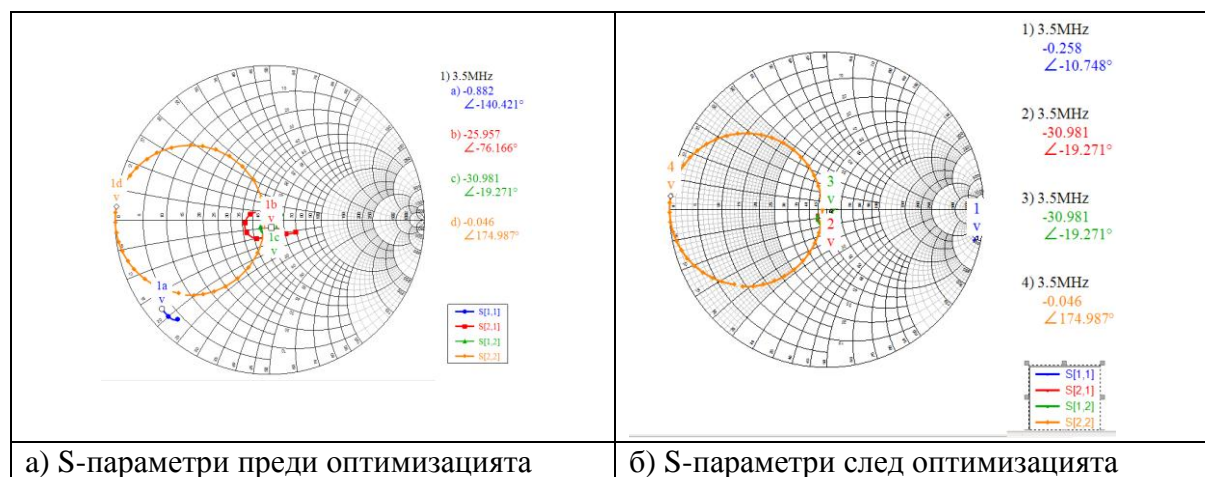 1) 3.5MHz
a) -0.882
∠-140.421°
b) -25.957
∠-76.166°
c) -30.981
∠-19.271°
d) -0.046
∠174.987°
1d
v
1b
v
1c
v
1a
v
S[1,1]
S[2,1]
S[1,2]
S[2,2]
1) 3.5MHz
-0.258
∠-10.748°
2) 3.5MHz
-30.981
∠-19.271°
3) 3.5MHz
-30.981
∠-19.271°
4) 3.5MHz
-0.046
∠174.987°
4
v
3
v
2
v
1
v
S[1,1]
S[2,1]
S[1,2]
S[2,2]
а) S-параметри преди оптимизацията
б) S-параметри след оптимизацията